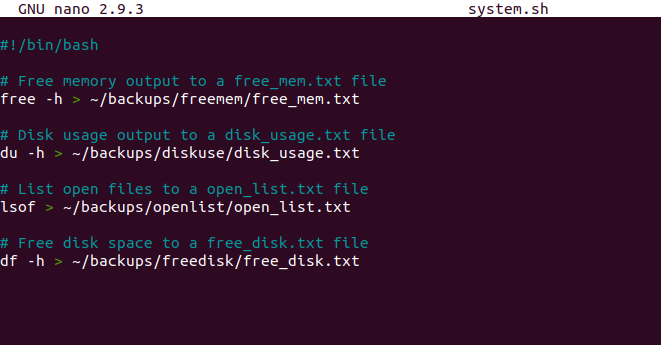 GNU nano 2.9.3 system.sh
#!/bin/bash
# Free memory output to a free_mem.txt file
free -h > ~/backups/freemem/free_mem.txt
# Disk usage output to a disk_usage.txt file
du -h > ~/backups/diskuse/disk_usage.txt
# List open files to a open_list.txt file
lsof > ~/backups/openlist/open_list.txt
# Free disk space to a free_disk.txt file
df -h > ~/backups/freedisk/free_disk.txt